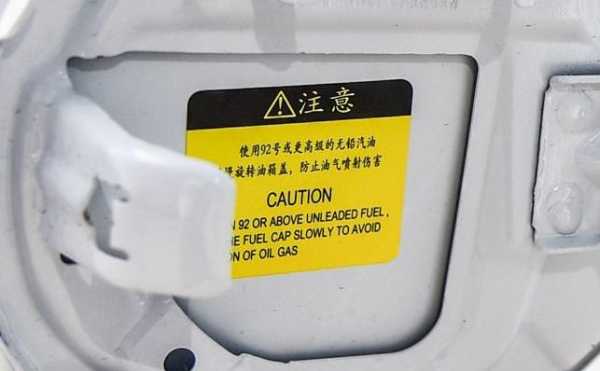 注意
使用92号或更高级的无铅汽油
旋转油箱盖，防止油气喷射伤害
CAUTION
92 OR ABOVE UNLEADED FUEL,
FUEL CAP SLOWLY TO AVOID
OF OIL GAS